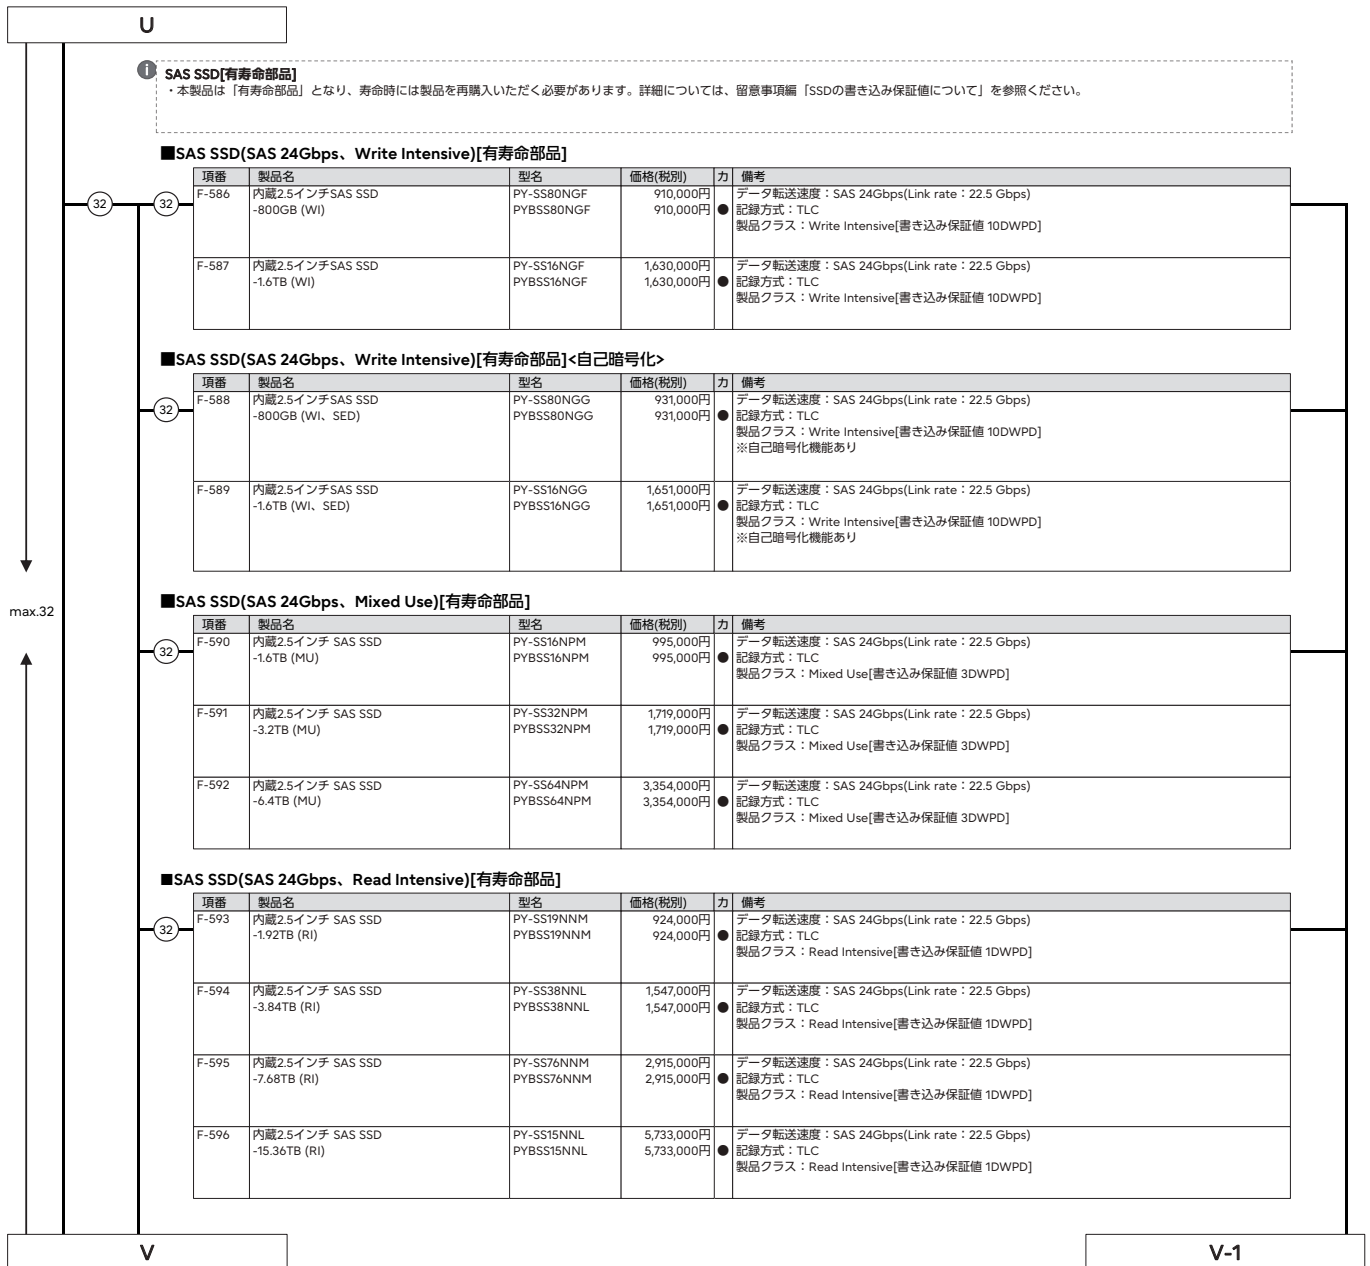 U
i
SAS SSD[有寿命部品]
・本製品は「有寿命部品」となり、寿命時には製品を再購入いただく必要があります。詳細については、留意事項編「SSDの書き込み保証値について」を参照ください。
■SAS SSD(SAS 24Gbps、Write Intensive)[有寿命部品]
項番 製品名 型名 価格(税別) カ 備考
32 32
F-586 内蔵2.5インチSAS SSD PY-SS80NGF 910,000円 データ転送速度：SAS 24Gbps(Link rate：22.5 Gbps)
-800GB (WI) PYBSS80NGF 910,000円 ● 記録方式：TLC
製品クラス：Write Intensive[書き込み保証値 10DWPD]
F-587 内蔵2.5インチSAS SSD PY-SS16NGF 1,630,000円 データ転送速度：SAS 24Gbps(Link rate：22.5 Gbps)
-1.6TB (WI) PYBSS16NGF 1,630,000円 ● 記録方式：TLC
製品クラス：Write Intensive[書き込み保証値 10DWPD]
■SAS SSD(SAS 24Gbps、Write Intensive)[有寿命部品]<自己暗号化>
項番 製品名 型名 価格(税別) カ 備考
32
F-588 内蔵2.5インチSAS SSD PY-SS80NGG 931,000円 データ転送速度：SAS 24Gbps(Link rate：22.5 Gbps)
-800GB (WI、SED) PYBSS80NGG 931,000円 ● 記録方式：TLC
製品クラス：Write Intensive[書き込み保証値 10DWPD]
※自己暗号化機能あり
F-589 内蔵2.5インチSAS SSD PY-SS16NGG 1,651,000円 データ転送速度：SAS 24Gbps(Link rate：22.5 Gbps)
-1.6TB (WI、SED) PYBSS16NGG 1,651,000円 ● 記録方式：TLC
製品クラス：Write Intensive[書き込み保証値 10DWPD]
※自己暗号化機能あり
max.32
■SAS SSD(SAS 24Gbps、Mixed Use)[有寿命部品]
項番 製品名 型名 価格(税別) カ 備考
32
F-590 内蔵2.5インチ SAS SSD PY-SS16NPM 995,000円 データ転送速度：SAS 24Gbps(Link rate：22.5 Gbps)
-1.6TB (MU) PYBSS16NPM 995,000円 ● 記録方式：TLC
製品クラス：Mixed Use[書き込み保証値 3DWPD]
F-591 内蔵2.5インチ SAS SSD PY-SS32NPM 1,719,000円 データ転送速度：SAS 24Gbps(Link rate：22.5 Gbps)
-3.2TB (MU) PYBSS32NPM 1,719,000円 ● 記録方式：TLC
製品クラス：Mixed Use[書き込み保証値 3DWPD]
F-592 内蔵2.5インチ SAS SSD PY-SS64NPM 3,354,000円 データ転送速度：SAS 24Gbps(Link rate：22.5 Gbps)
-6.4TB (MU) PYBSS64NPM 3,354,000円 ● 記録方式：TLC
製品クラス：Mixed Use[書き込み保証値 3DWPD]
■SAS SSD(SAS 24Gbps、Read Intensive)[有寿命部品]
項番 製品名 型名 価格(税別) カ 備考
32
F-593 内蔵2.5インチ SAS SSD PY-SS19NNM 924,000円 データ転送速度：SAS 24Gbps(Link rate：22.5 Gbps)
-1.92TB (RI) PYBSS19NNM 924,000円 ● 記録方式：TLC
製品クラス：Read Intensive[書き込み保証値 1DWPD]
F-594 内蔵2.5インチ SAS SSD PY-SS38NNL 1,547,000円 データ転送速度：SAS 24Gbps(Link rate：22.5 Gbps)
-3.84TB (RI) PYBSS38NNL 1,547,000円 ● 記録方式：TLC
製品クラス：Read Intensive[書き込み保証値 1DWPD]
F-595 内蔵2.5インチ SAS SSD PY-SS76NNM 2,915,000円 データ転送速度：SAS 24Gbps(Link rate：22.5 Gbps)
-7.68TB (RI) PYBSS76NNM 2,915,000円 ● 記録方式：TLC
製品クラス：Read Intensive[書き込み保証値 1DWPD]
F-596 内蔵2.5インチ SAS SSD PY-SS15NNL 5,733,000円 データ転送速度：SAS 24Gbps(Link rate：22.5 Gbps)
-15.36TB (RI) PYBSS15NNL 5,733,000円 ● 記録方式：TLC
製品クラス：Read Intensive[書き込み保証値 1DWPD]
V V-1